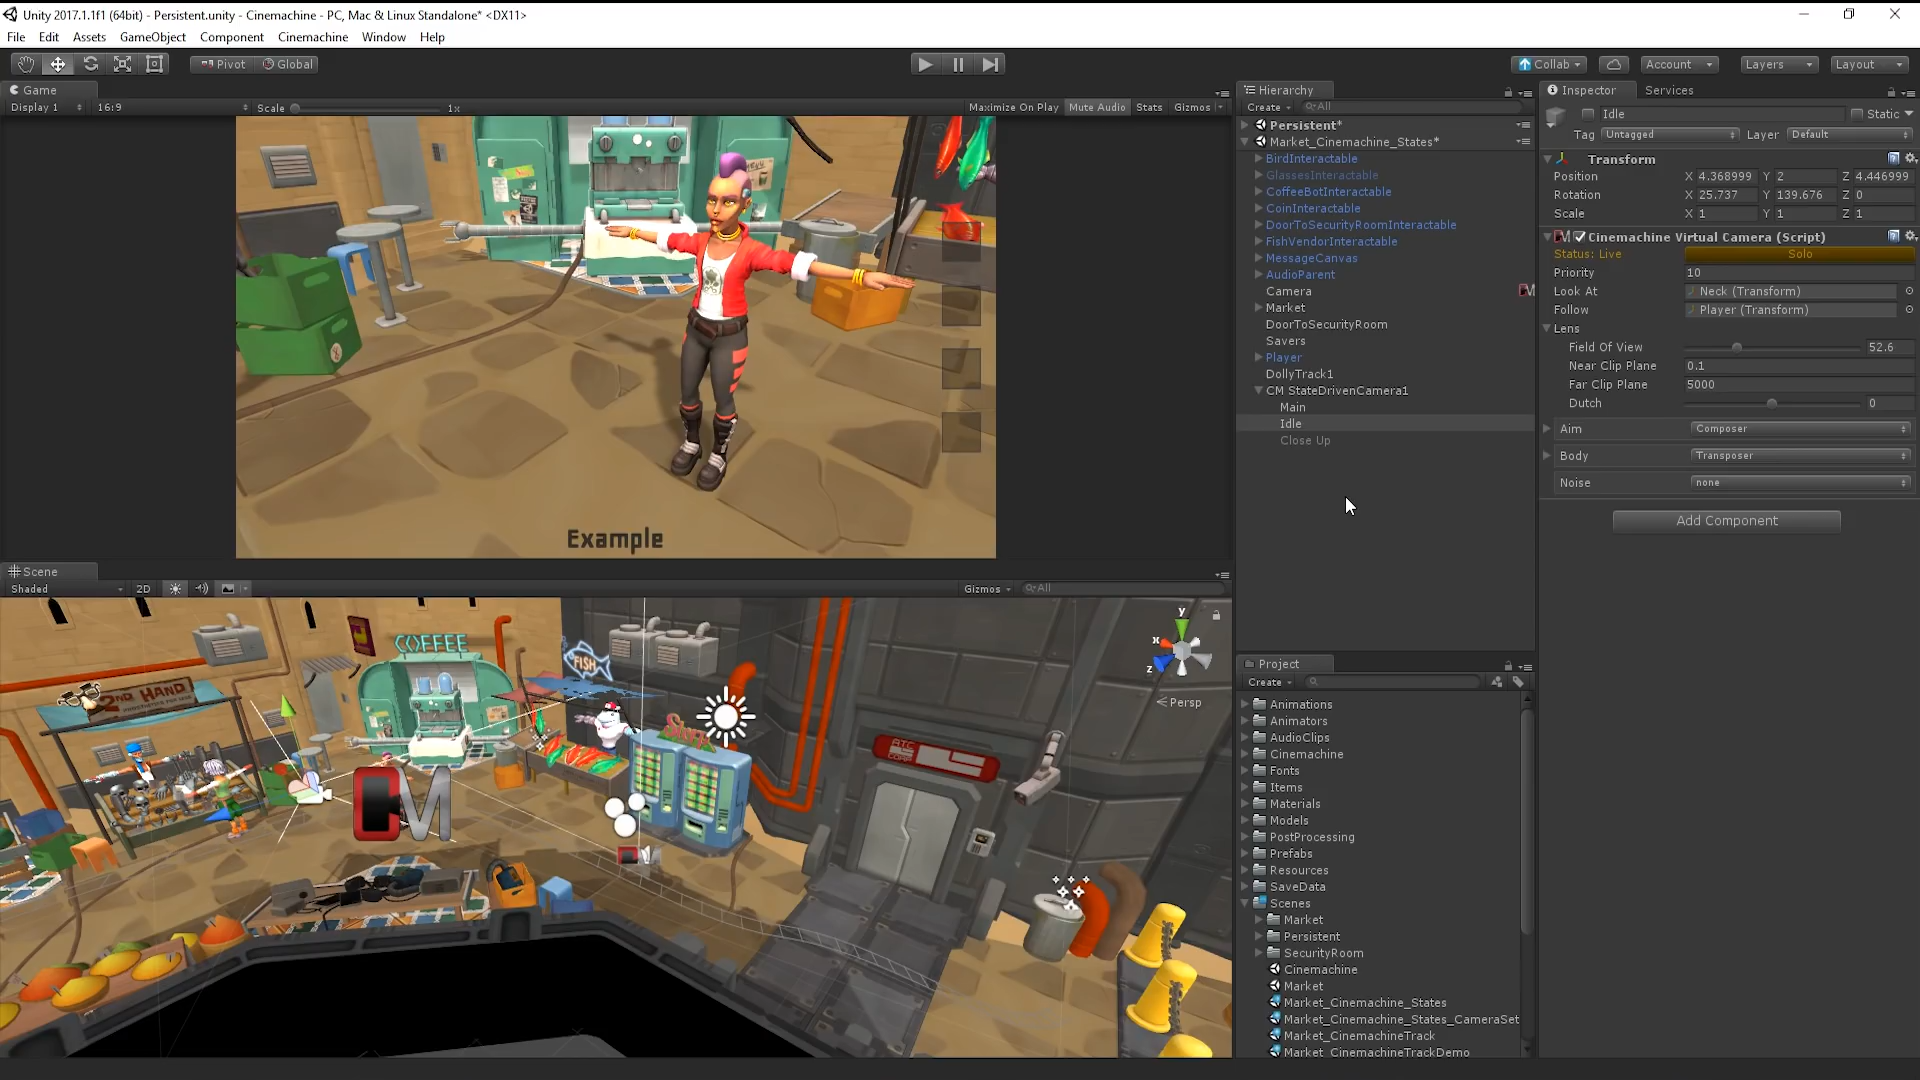 Unity 2017.1.1f1 (64bit) - Persistent.unity - Cinemachine - PC, Mac & Linux Standalone* <DX11>
File Edit Assets GameObject Component Cinemachine Window Help
Pivot Global Collab Account Layers Layout
Game
Display 1 16:9 Scale 1x Maximize On Play Mute Audio Stats Gizmos
Example
Scene
Shaded 2D Gizmos All
COFFEE
FISH
2ND HAND
ATC
CORP
CM
y
x
z
Persp
Hierarchy
Create All
Persistent*
Market_Cinemachine_States*
BirdInteractable
GlassesInteractable
CoffeeBotInteractable
CoinInteractable
DoorToSecurityRoomInteractable
FishVendorInteractable
MessageCanvas
AudioParent
Camera
Market
DoorToSecurityRoom
Savers
Player
DollyTrack1
CM StateDrivenCamera1
Main
Idle
Close Up
Project
Create
Animations
Animators
AudioClips
Cinemachine
Fonts
Items
Materials
Models
PostProcessing
Prefabs
Resources
SaveData
Scenes
Market
Persistent
SecurityRoom
Cinemachine
Market
Market_Cinemachine_States
Market_Cinemachine_States_CameraSet
Market_CinemachineTrack
Market_CinemachineTrackDemo
Inspector Services
Idle Static
Tag Untagged Layer Default
Transform
Position X 4.368999 Y 2 Z 4.446999
Rotation X 25.737 Y 139.676 Z 0
Scale X 1 Y 1 Z 1
Cinemachine Virtual Camera (Script)
Status: Live Solo
Priority 10
Look At Neck (Transform)
Follow Player (Transform)
Lens
Field Of View 52.6
Near Clip Plane 0.1
Far Clip Plane 5000
Dutch 0
Aim Composer
Body Transposer
Noise none
Add Component